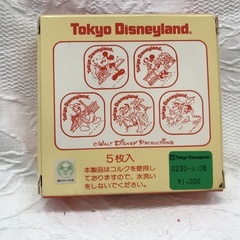 Tokyo Disneyland®
© WALT DISNEY PRODUCTIONS
5枚入
本製品はコルクを使用し
ておりますので、水洗い
をしないでください。
Tokyo Disneyland
¥1,000